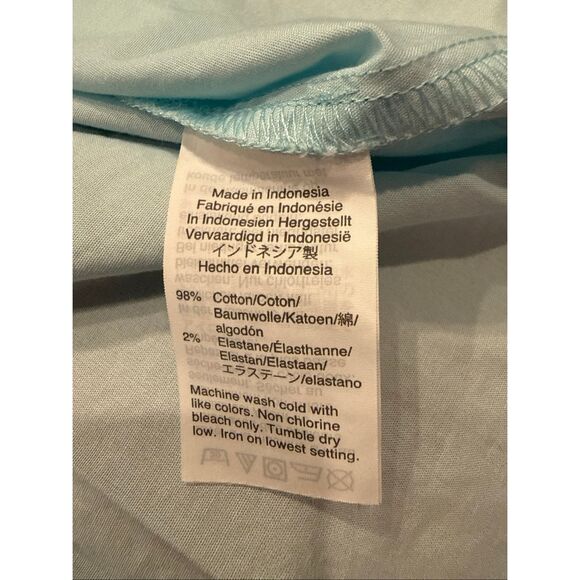 Made in Indonesia
Fabriqué en Indonésie
In Indonesien Hergestellt
Vervaardigd in Indonesië
インドネシア製
Hecho en Indonesia
98% Cotton/Coton/
Baumwolle/Katoen/綿/
algodón
2% Elastane/Élasthanne/
Elastan/Elastaan/
エラステーン/elastano
Machine wash cold with
like colors. Non chlorine
bleach only. Tumble dry
low. Iron on lowest setting.